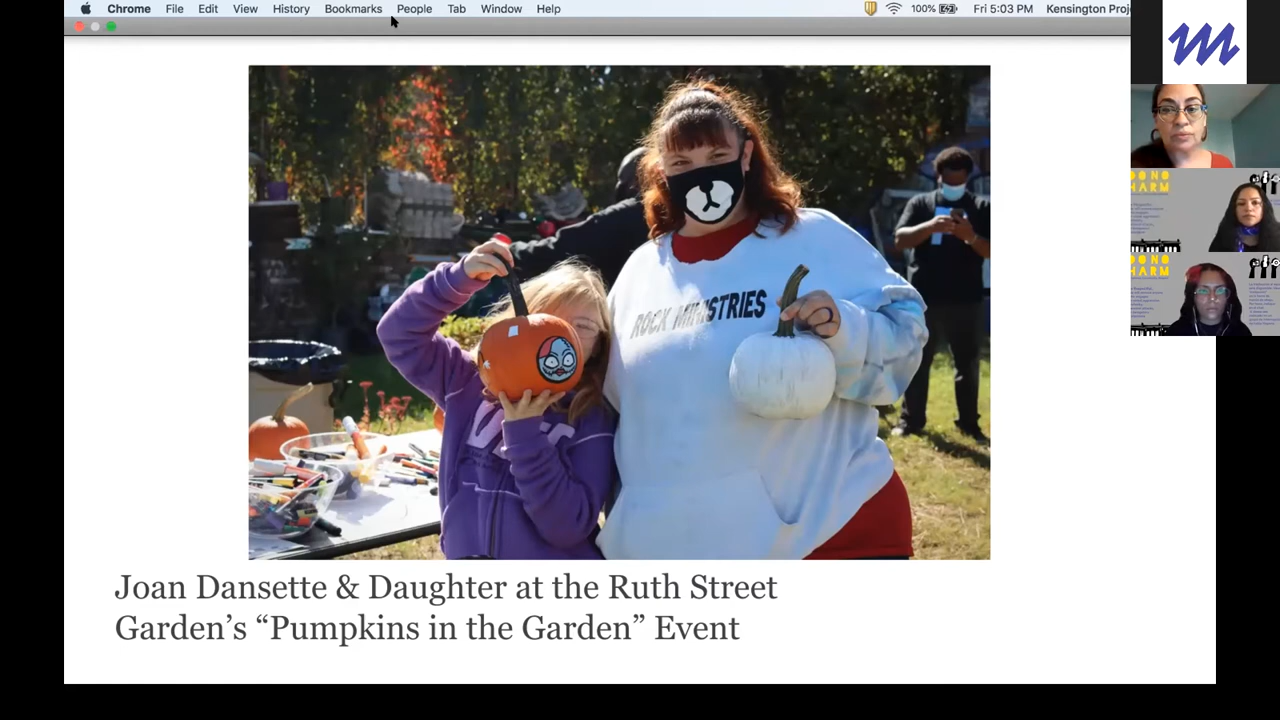 Chrome File Edit View History Bookmarks People Tab Window Help 100% Fri 5:03 PM Kensington Proj
DO NO
HARM
DO NO
HARM
ROCK MINISTRIES
Joan Dansette & Daughter at the Ruth Street
Garden’s “Pumpkins in the Garden” Event